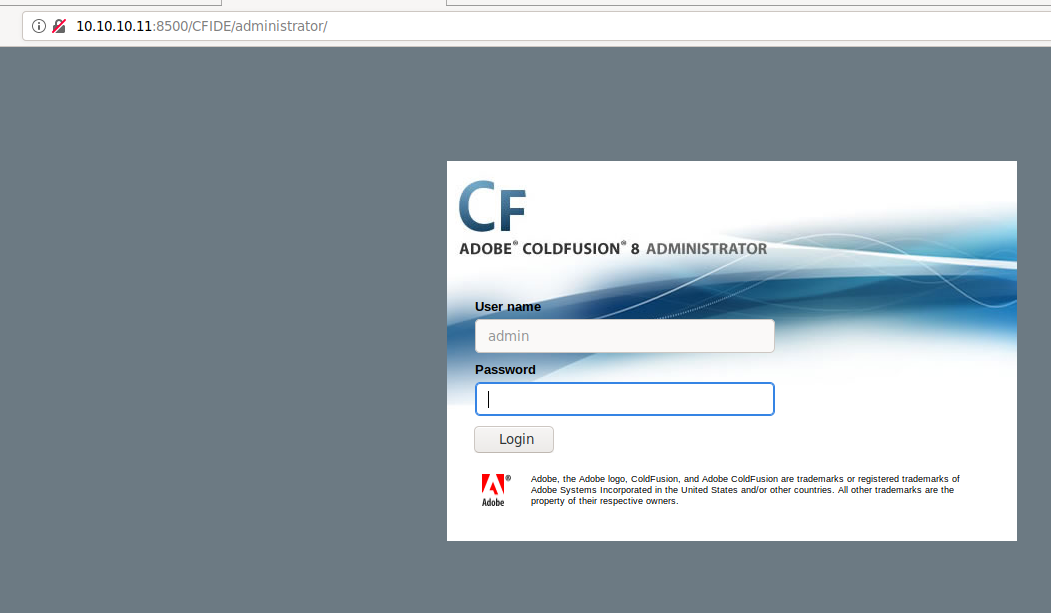 10.10.10.11:8500/CFIDE/administrator/
CF
ADOBE® COLDFUSION® 8 ADMINISTRATOR
User name
admin
Password
Login
Adobe, the Adobe logo, ColdFusion, and Adobe ColdFusion are trademarks or registered trademarks of
Adobe Systems Incorporated in the United States and/or other countries. All other trademarks are the
property of their respective owners.
®
Adobe